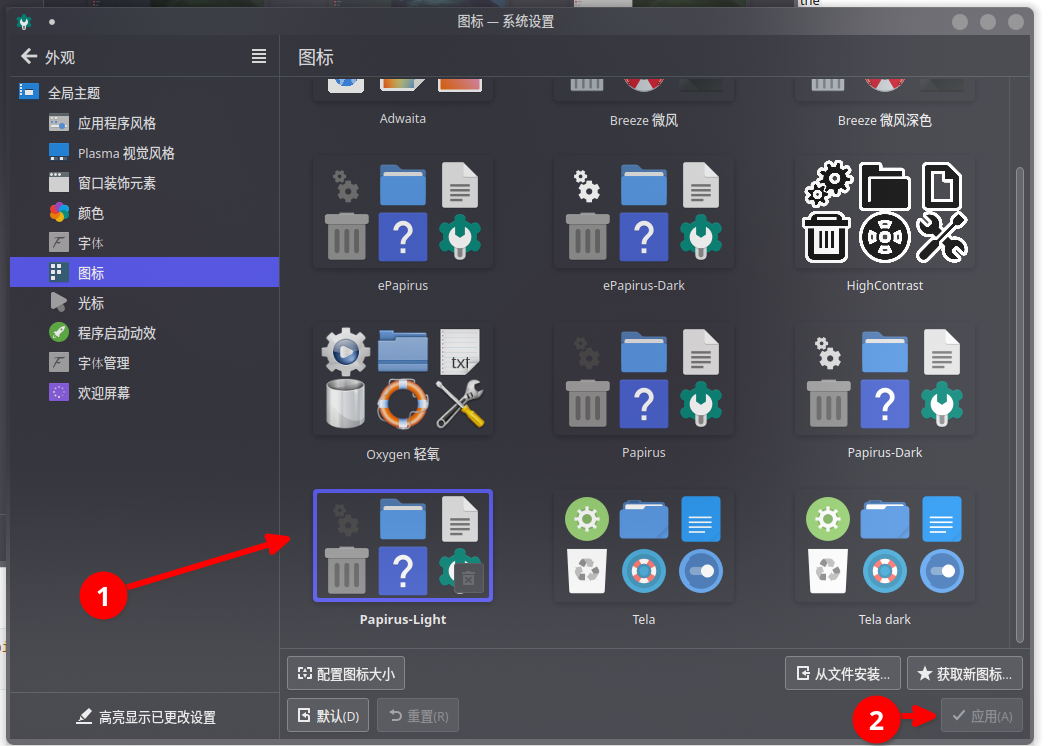 the
图标 — 系统设置
外观
图标
全局主题
应用程序风格
Plasma 视觉风格
窗口装饰元素
颜色
字体
图标
光标
程序启动动效
字体管理
欢迎屏幕
Adwaita
Breeze 微风
Breeze 微风深色
ePapirus
ePapirus-Dark
HighContrast
txt
Oxygen 轻氧
Papirus
Papirus-Dark
Papirus-Light
Tela
Tela dark
1
配置图标大小
从文件安装...
获取新图标...
高亮显示已更改设置
默认(D)
重置(R)
2
应用(A)